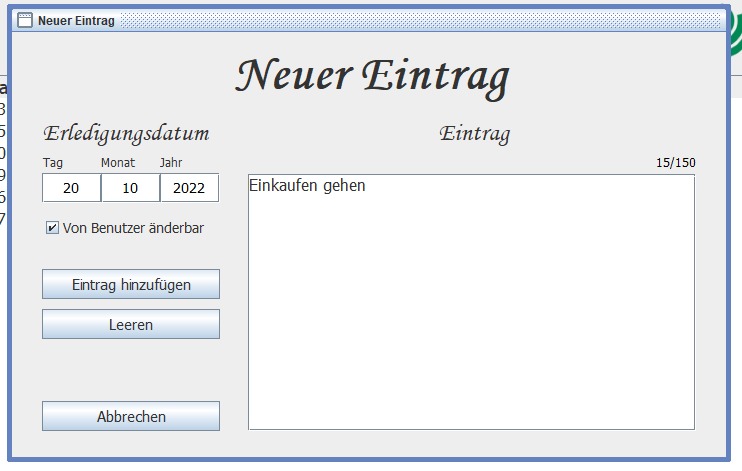 Neuer Eintrag
Neuer Eintrag
Erledigungsdatum
Eintrag
Tag Monat Jahr
15/150
20 10 2022
Einkaufen gehen
Von Benutzer änderbar
Eintrag hinzufügen
Leeren
Abbrechen